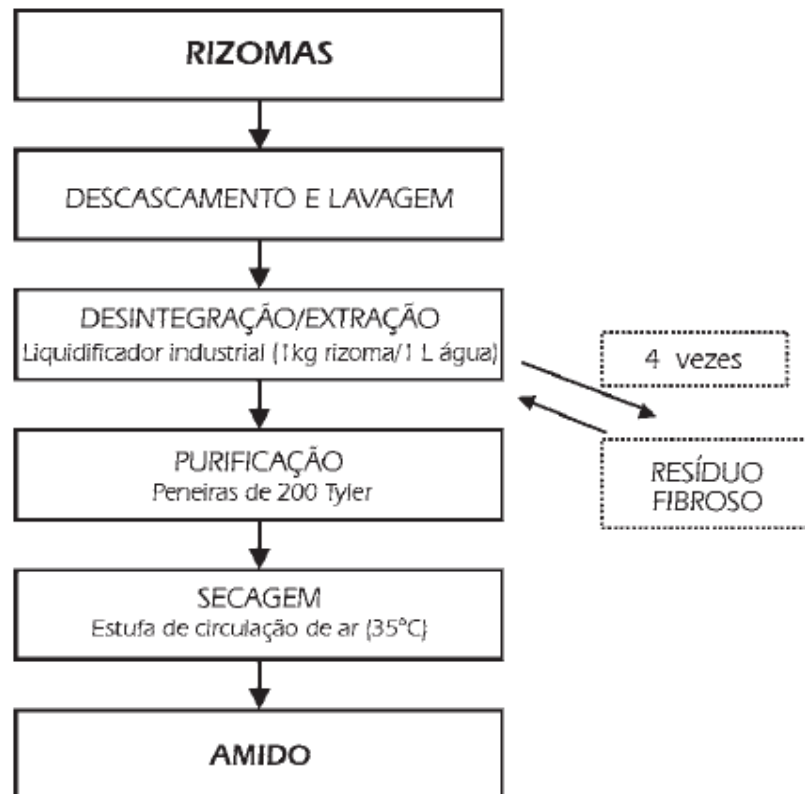 RIZOMAS
DESCASCAMENTO E LAVAGEM
DESINTEGRAÇÃO/EXTRAÇÃO
Liquidificador industrial (1kg rizoma/1 L água)
4 vezes
PURIFICAÇÃO
Peneiras de 200 Tyler
RESÍDUO
FIBROSO
SECAGEM
Estufa de circulação de ar (35°C)
AMIDO